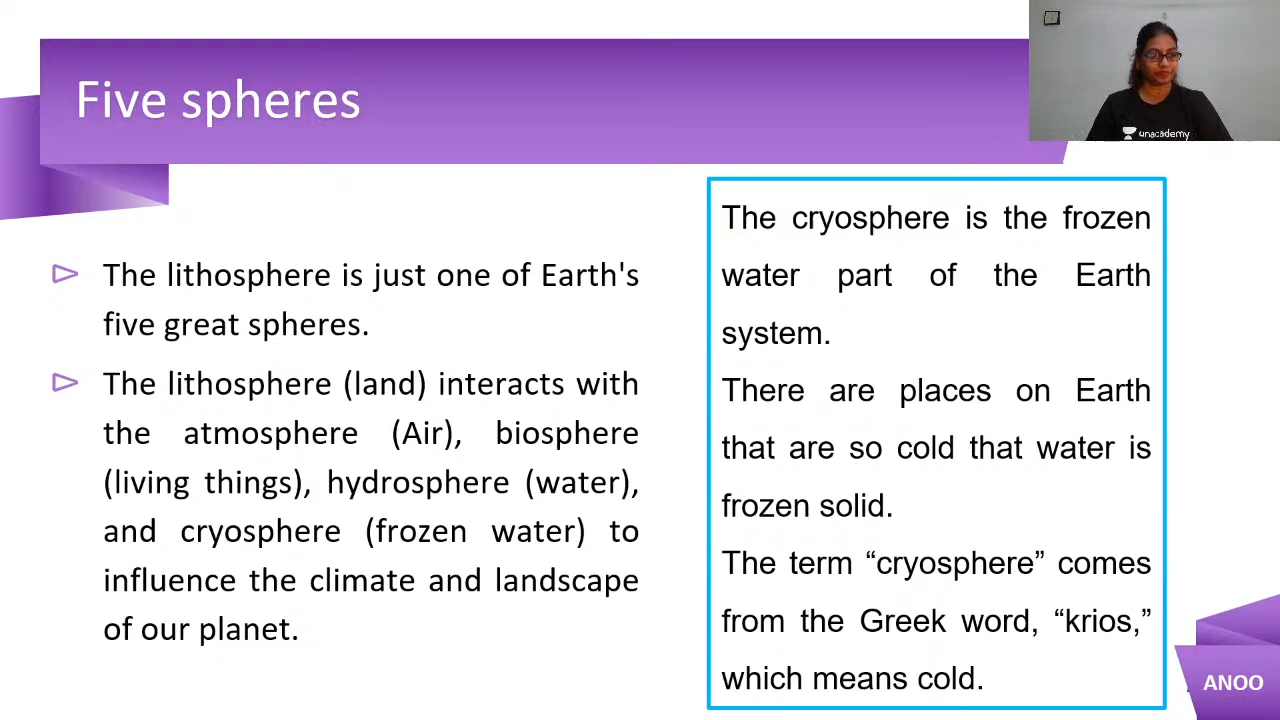 Five spheres
unacademy
The lithosphere is just one of Earth's
five great spheres.
The lithosphere (land) interacts with
the atmosphere (Air), biosphere
(living things), hydrosphere (water),
and cryosphere (frozen water) to
influence the climate and landscape
of our planet.
The cryosphere is the frozen
water part of the Earth
system.
There are places on Earth
that are so cold that water is
frozen solid.
The term “cryosphere” comes
from the Greek word, “krios,”
which means cold.
ANOO